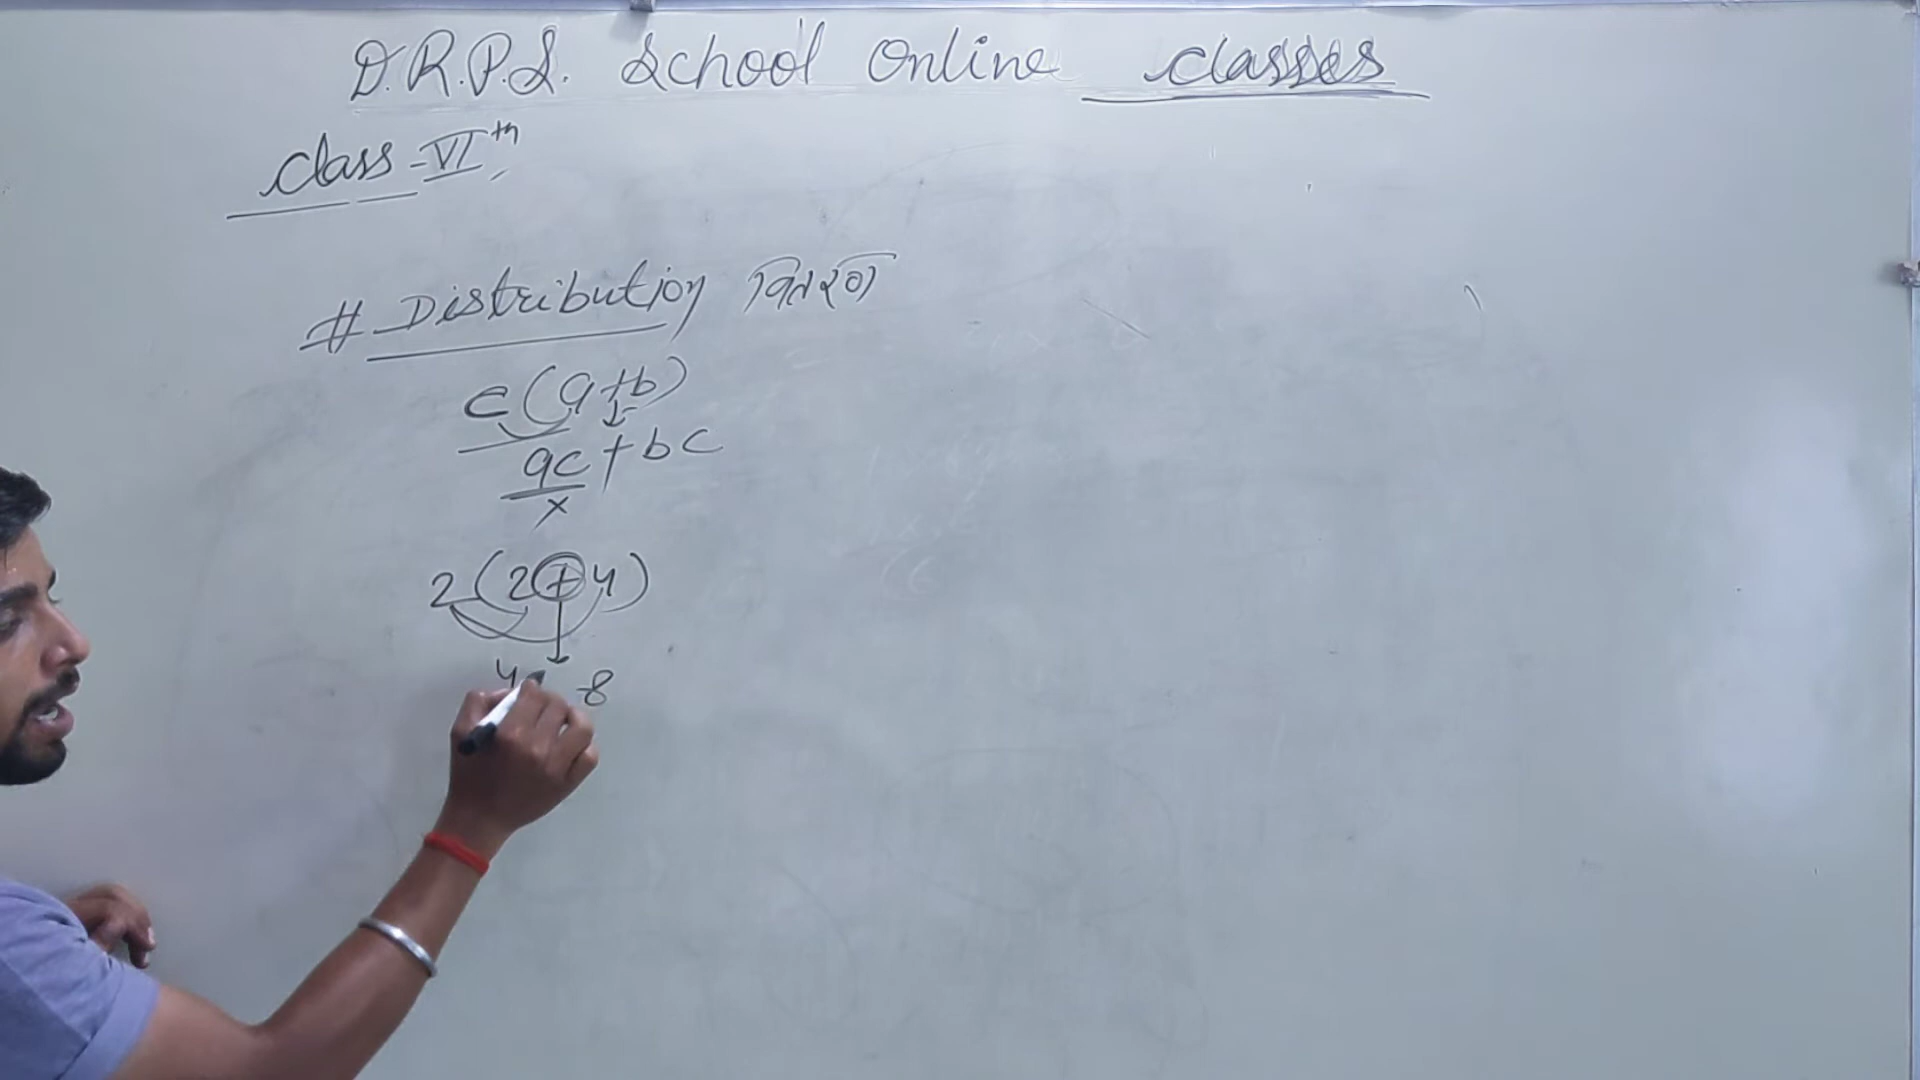 D.R.P.S. School Online classes
class-VIth
# Distribution वितरण
c(a+b)
ac+bc
x
2(2+4)
4 8